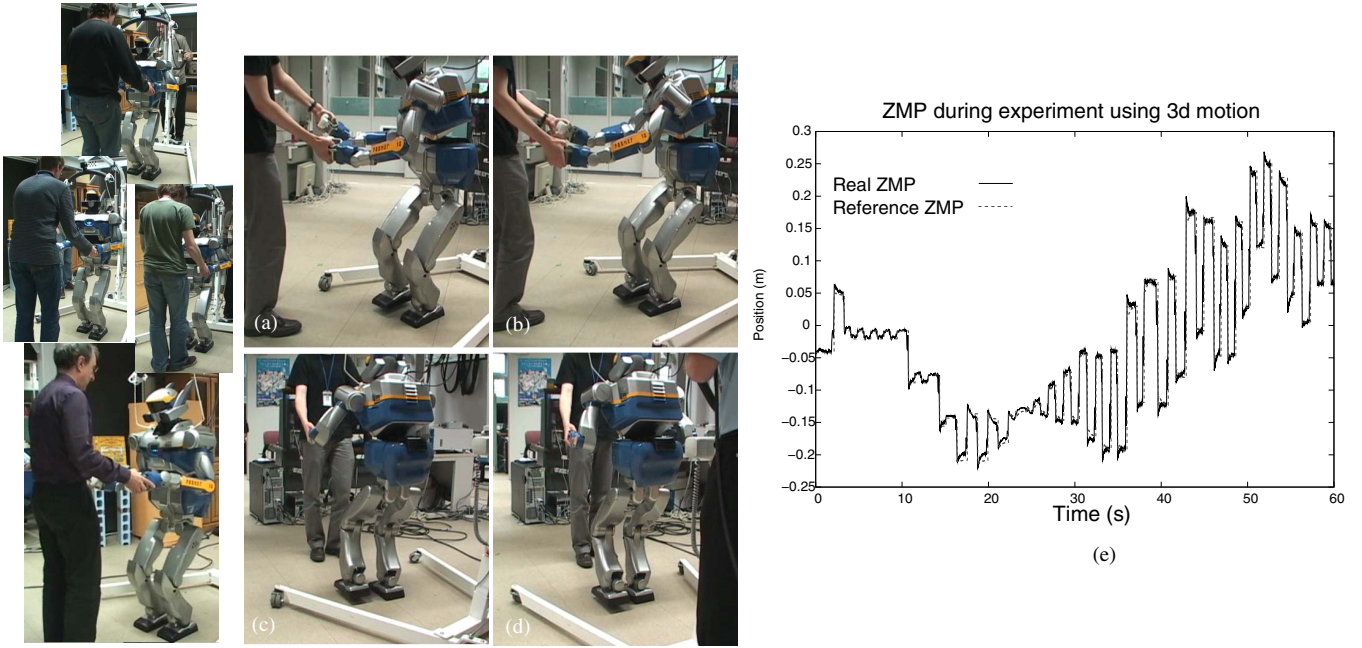 (a)
(b)
(c)
(d)
ZMP during experiment using 3d motion
Real ZMP
Reference ZMP
Position (m)
0.3
0.25
0.2
0.15
0.1
0.05
0
−0.05
−0.1
−0.15
−0.2
−0.25
0
10
20
30
40
50
60
Time (s)
(e)